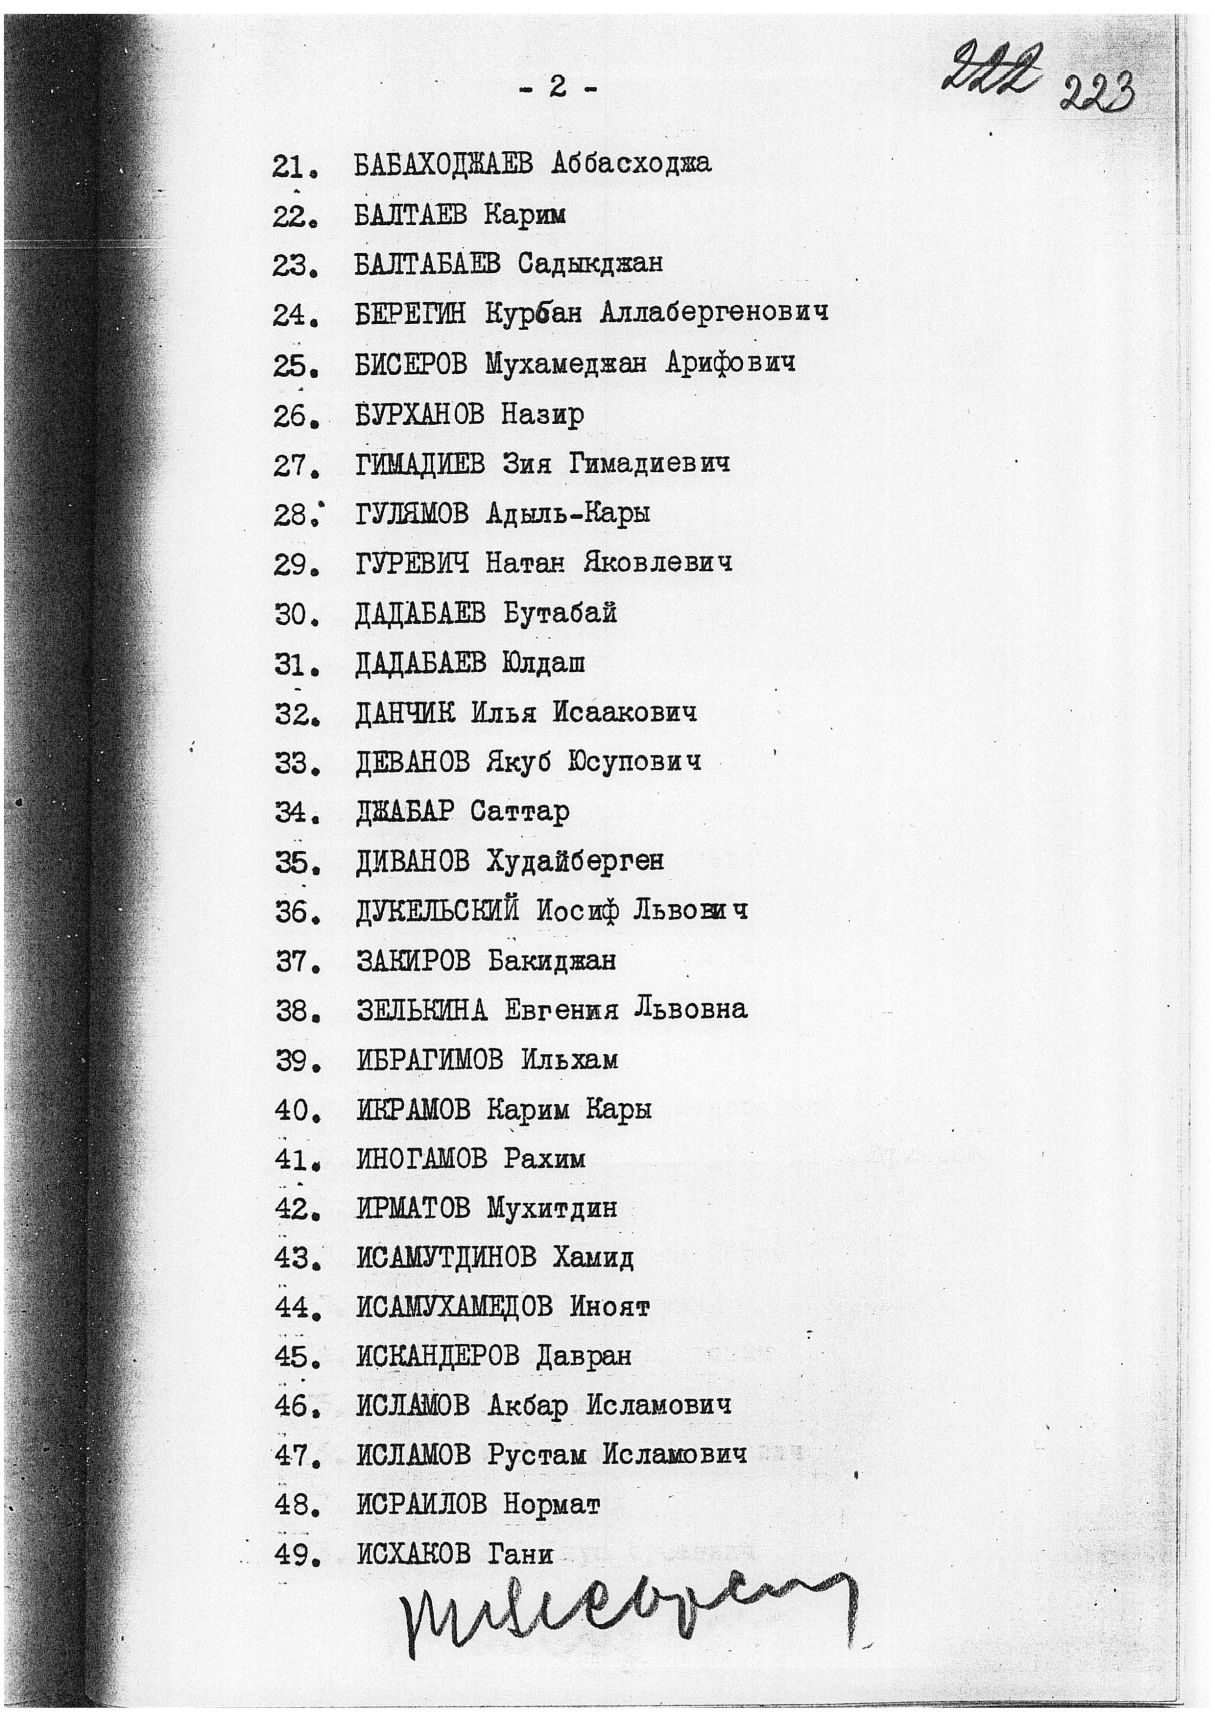 - 2 -
222 223
21. БАБАХОДЖАЕВ Аббасходжа
22. БАЛТАЕВ Карим
23. БАЛТАБАЕВ Садыкджан
24. БЕРЕГИН Курбан Аллабергенович
25. БИСЕРОВ Мухамеджан Арифович
26. БУРХАНОВ Назир
27. ГИМАДИЕВ Зия Гимадиевич
28. ГУЛЯМОВ Адыль-Кары
29. ГУРЕВИЧ Натан Яковлевич
30. ДАДАБАЕВ Бутабай
31. ДАДАБАЕВ Юлдаш
32. ДАНЧИК Илья Исаакович
33. ДЕВАНОВ Якуб Юсупович
34. ДЖАБАР Саттар
35. ДИВАНОВ Худайберген
36. ДУКЕЛЬСКИЙ Иосиф Львович
37. ЗАКИРОВ Бакиджан
38. ЗЕЛЬКИНА Евгения Львовна
39. ИБРАГИМОВ Ильхам
40. ИКРАМОВ Карим Кары
41. ИНОГАМОВ Рахим
42. ИРМАТОВ Мухитдин
43. ИСАМУТДИНОВ Хамид
44. ИСАМУХАМЕДОВ Иноят
45. ИСКАНДЕРОВ Давран
46. ИСЛАМОВ Акбар Исламович
47. ИСЛАМОВ Рустам Исламович
48. ИСРАИЛОВ Нормат
49. ИСХАКОВ Гани